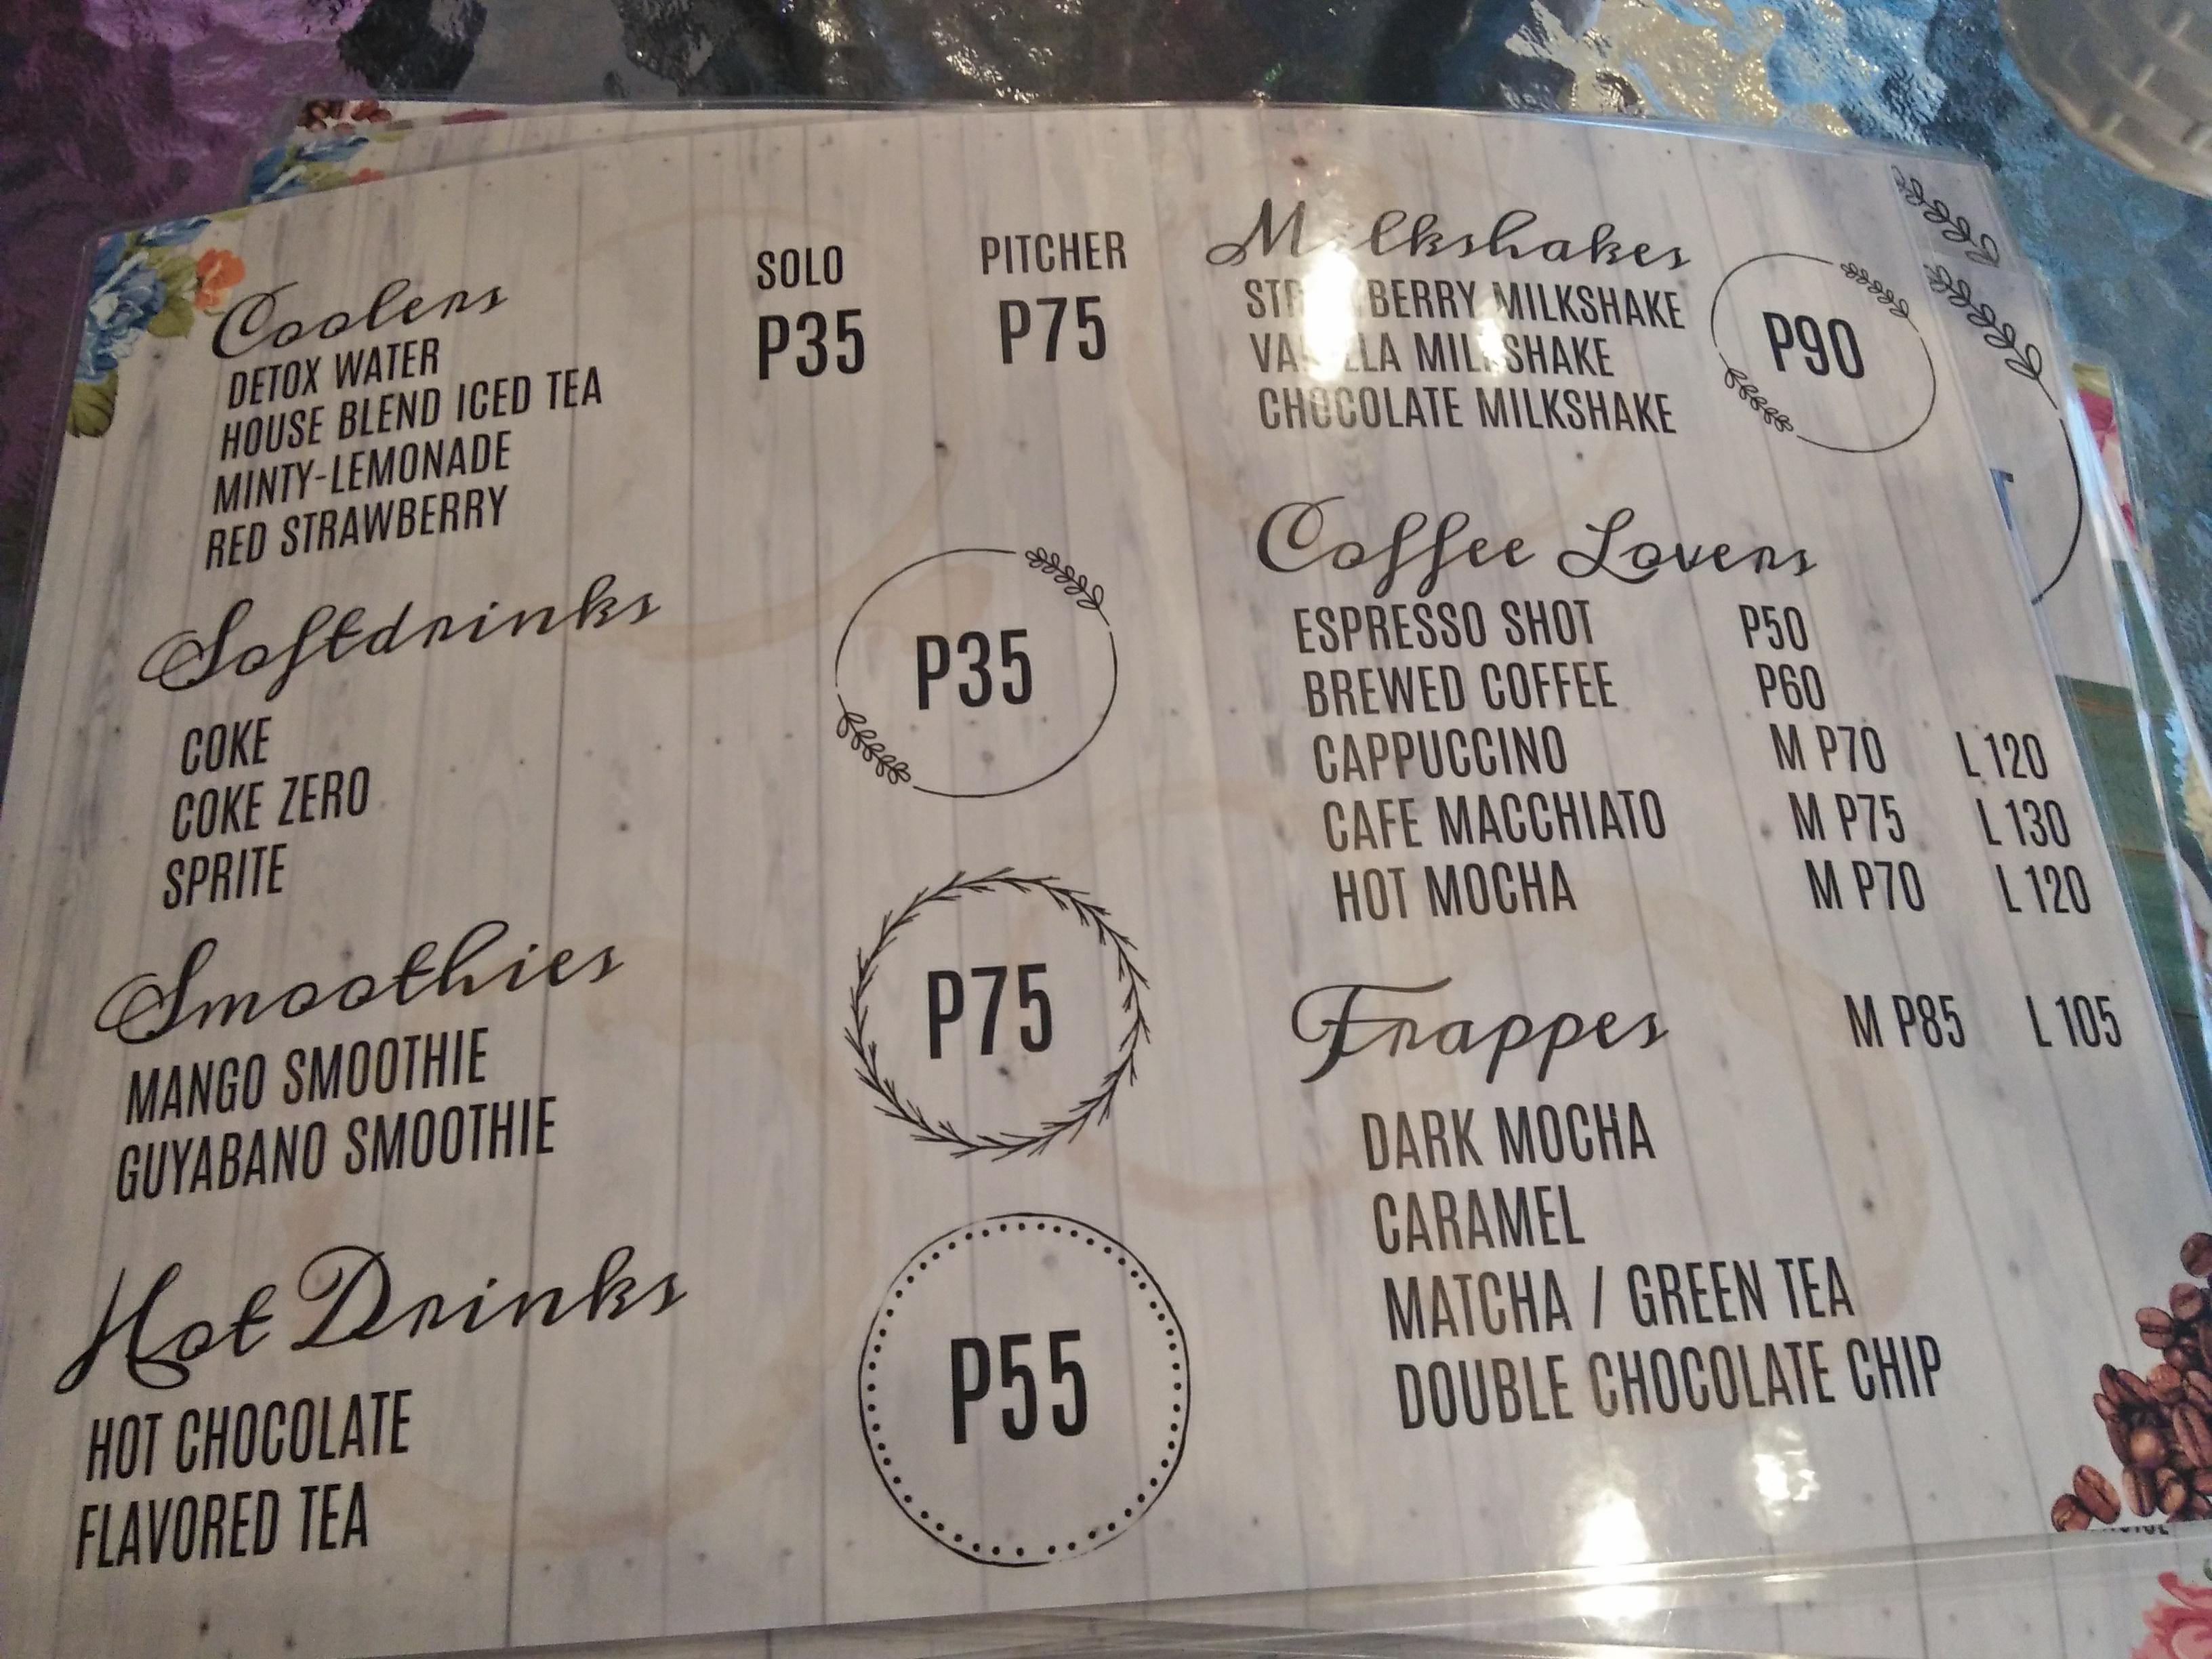 Coolers
SOLO PITCHER
P35 P75
DETOX WATER
HOUSE BLEND ICED TEA
MINTY-LEMONADE
RED STRAWBERRY
Softdrinks
P35
COKE
COKE ZERO
SPRITE
Smoothies
P75
MANGO SMOOTHIE
GUYABANO SMOOTHIE
Hot Drinks
P55
HOT CHOCOLATE
FLAVORED TEA
Milkshakes
P90
STRAWBERRY MILKSHAKE
VANILLA MILKSHAKE
CHOCOLATE MILKSHAKE
Coffee Lovers
ESPRESSO SHOT P50
BREWED COFFEE P60
CAPPUCCINO M P70 L 120
CAFE MACCHIATO M P75 L 130
HOT MOCHA M P70 L 120
Frappes M P85 L 105
DARK MOCHA
CARAMEL
MATCHA / GREEN TEA
DOUBLE CHOCOLATE CHIP